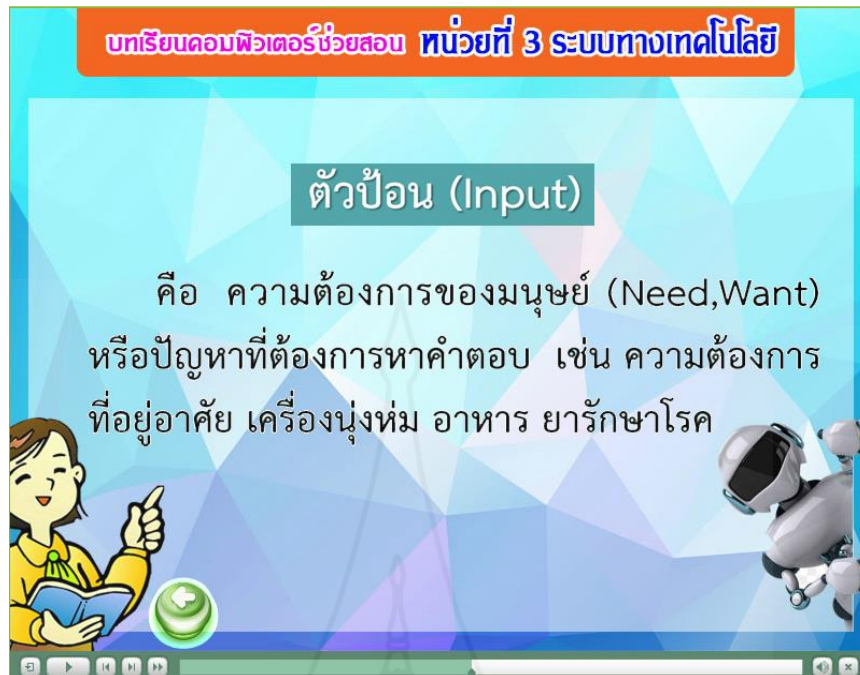 บทเรียนคอมพิวเตอร์ช่วยสอน หน่วยที่ 3 ระบบทางเทคโนโลยี
ตัวป้อน (Input)
คือ ความต้องการของมนุษย์ (Need,Want)
หรือปัญหาที่ต้องการหาคำตอบ เช่น ความต้องการ
ที่อยู่อาศัย เครื่องนุ่งห่ม อาหาร ยารักษาโรค